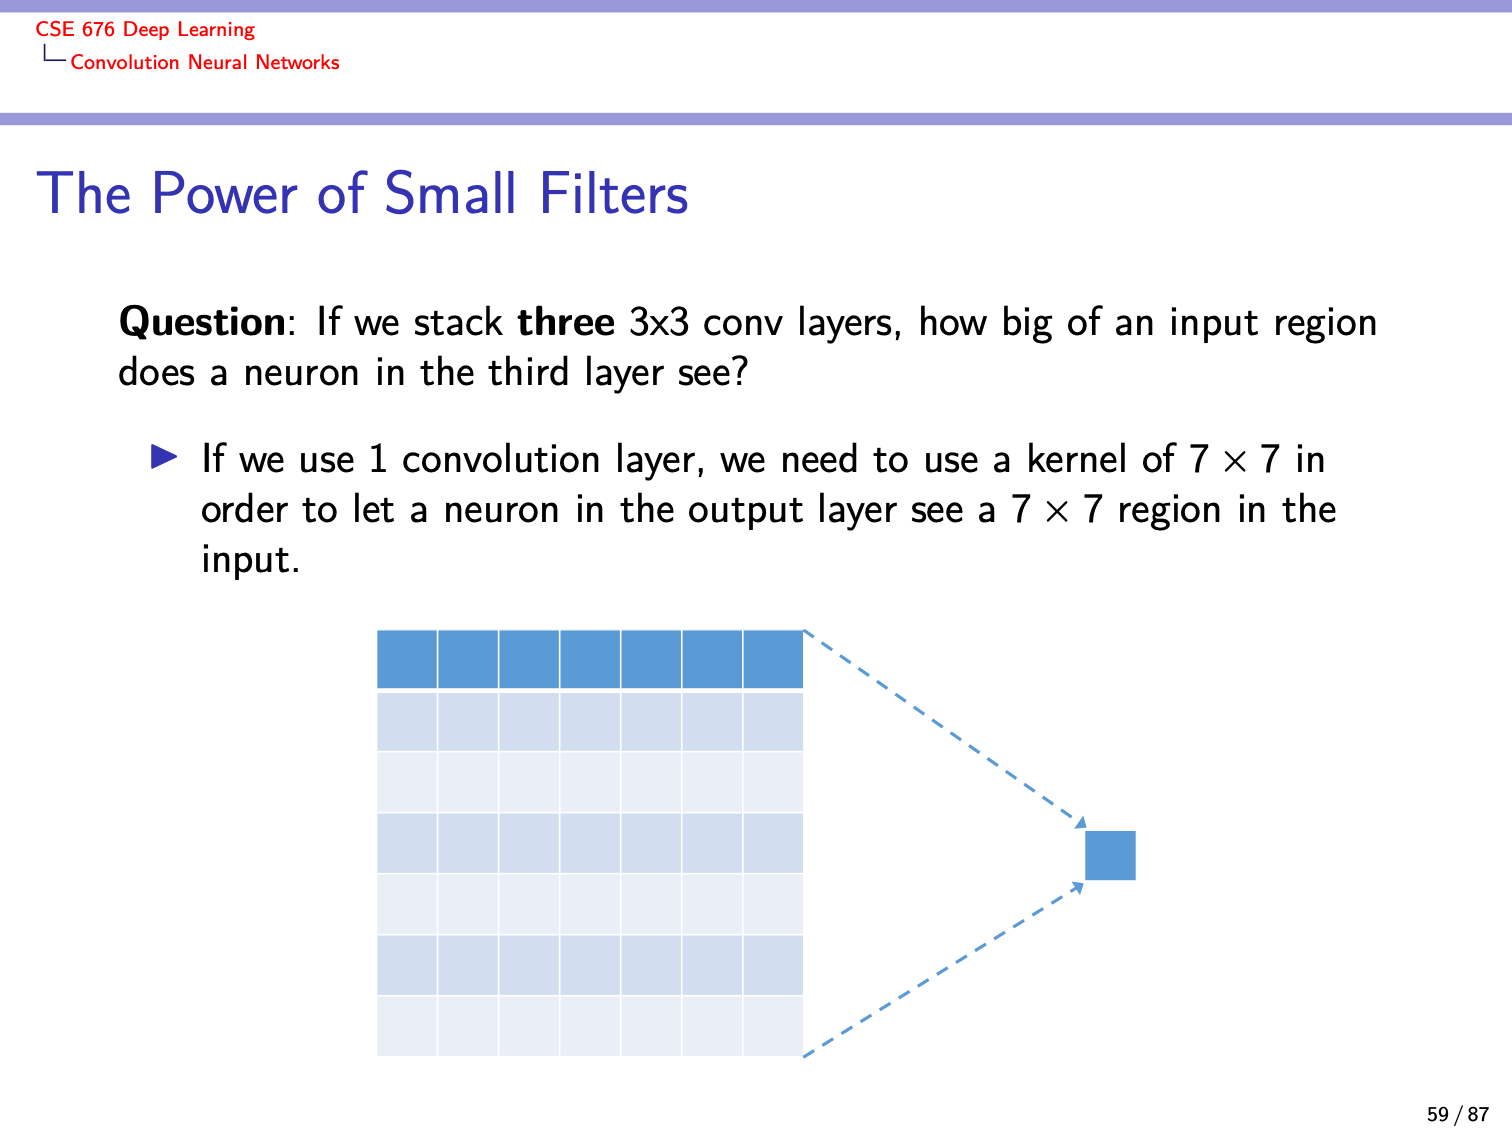 CSE 676 Deep Learning
Convolution Neural Networks
The Power of Small Filters
Question: If we stack three 3x3 conv layers, how big of an input region
does a neuron in the third layer see?
If we use 1 convolution layer, we need to use a kernel of 7 × 7 in
order to let a neuron in the output layer see a 7 × 7 region in the
input.
59 / 87